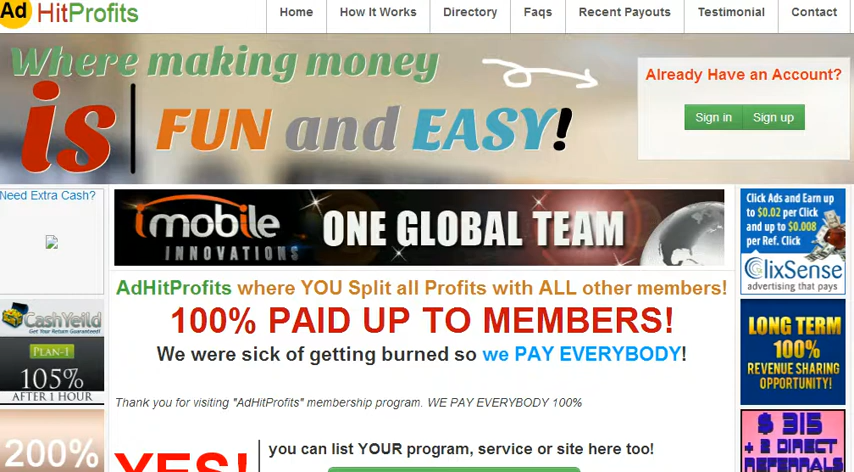 Ad HitProfits
Home How It Works Directory Faqs Recent Payouts Testimonial Contact
Where making money
is FUN and EASY!
Already Have an Account?
Sign in Sign up
Need Extra Cash?
imobile
INNOVATIONS
ONE GLOBAL TEAM
Click Ads and Earn up
to $0.02 per Click
and up to $0.008
per Ref. Click
ClixSense
advertising that pays
AdHitProfits where YOU Split all Profits with ALL other members!
100% PAID UP TO MEMBERS!
We were sick of getting burned so we PAY EVERYBODY!
CashYeild
Get Your Return Guaranteed!
PLAN-1
105%
AFTER 1 HOUR
LONG TERM
100%
REVENUE SHARING
OPPORTUNITY!
Thank you for visiting "AdHitProfits" membership program. WE PAY EVERYBODY 100%
200%
YES!
you can list YOUR program, service or site here too!
$ 315
+ 2 DIRECT
REFERRALS